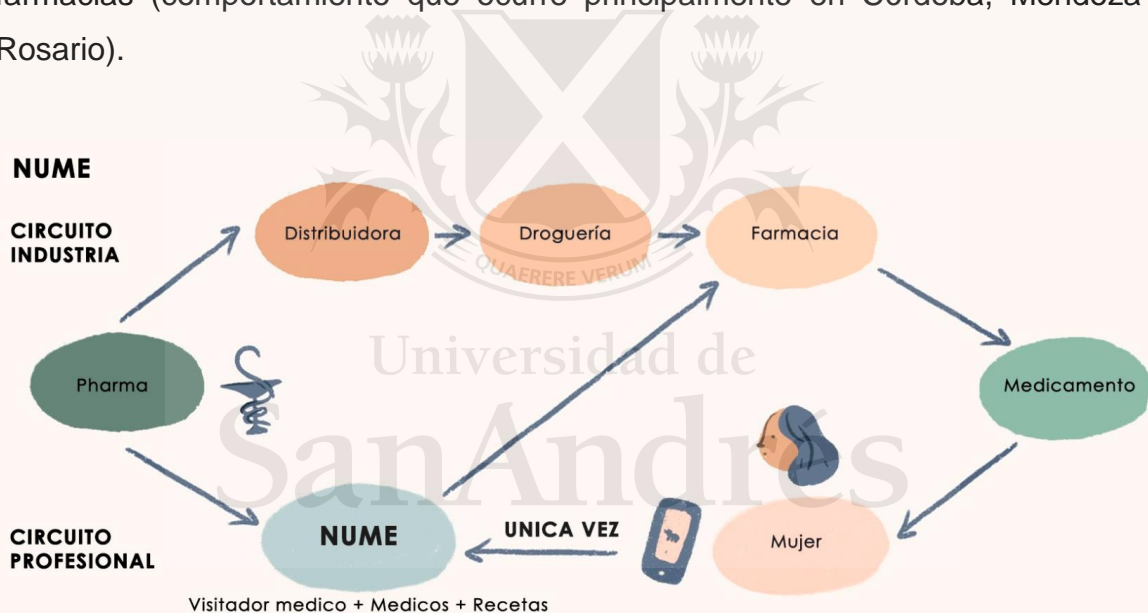 farmacias (comportamiento que ocurre principalmente en Córdoba, Mendoza
Rosario).
NUME
CIRCUITO
INDUSTRIA
Distribuidora
Droguería
Farmacia
QUAERERE VERUM
Universidad de
SanAndrés
Pharma
Medicamento
CIRCUITO
PROFESIONAL
NUME
UNICA VEZ
Mujer
Visitador medico + Medicos + Recetas